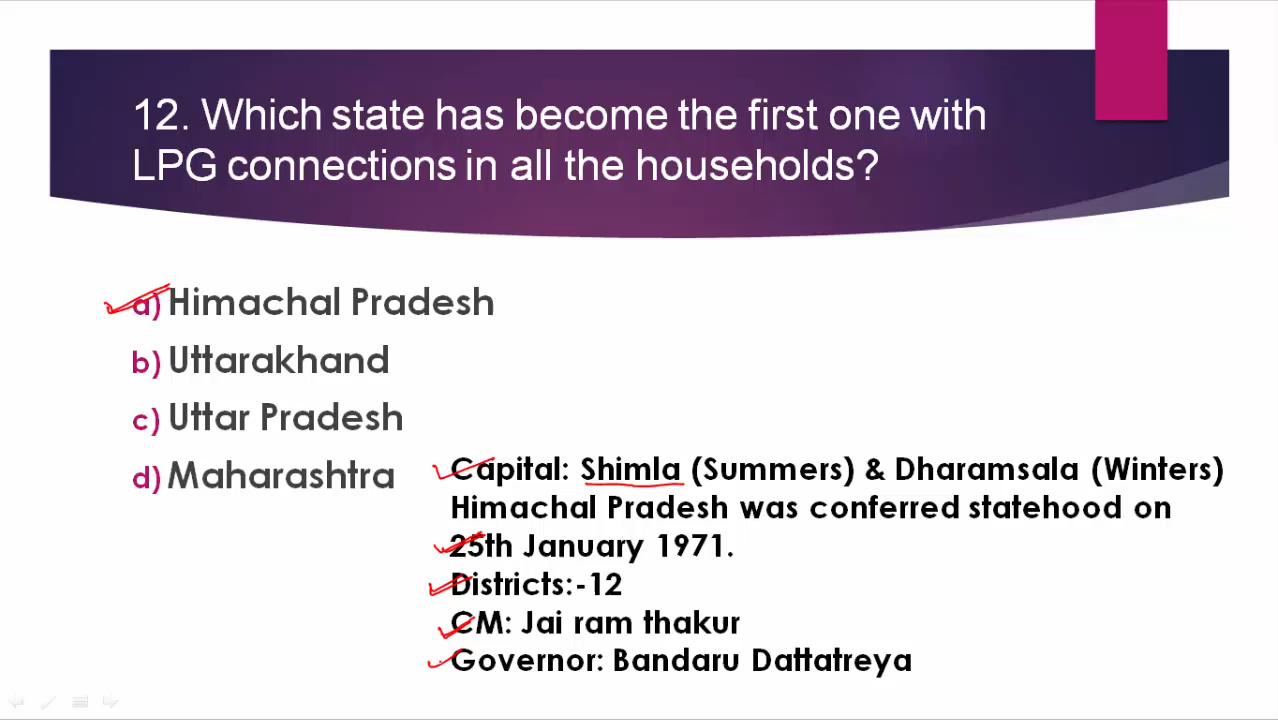 12. Which state has become the first one with
LPG connections in all the households?
a) Himachal Pradesh
b) Uttarakhand
c) Uttar Pradesh
d) Maharashtra
Capital: Shimla (Summers) & Dharamsala (Winters)
Himachal Pradesh was conferred statehood on
25th January 1971.
Districts:-12
CM: Jai ram thakur
Governor: Bandaru Dattatreya